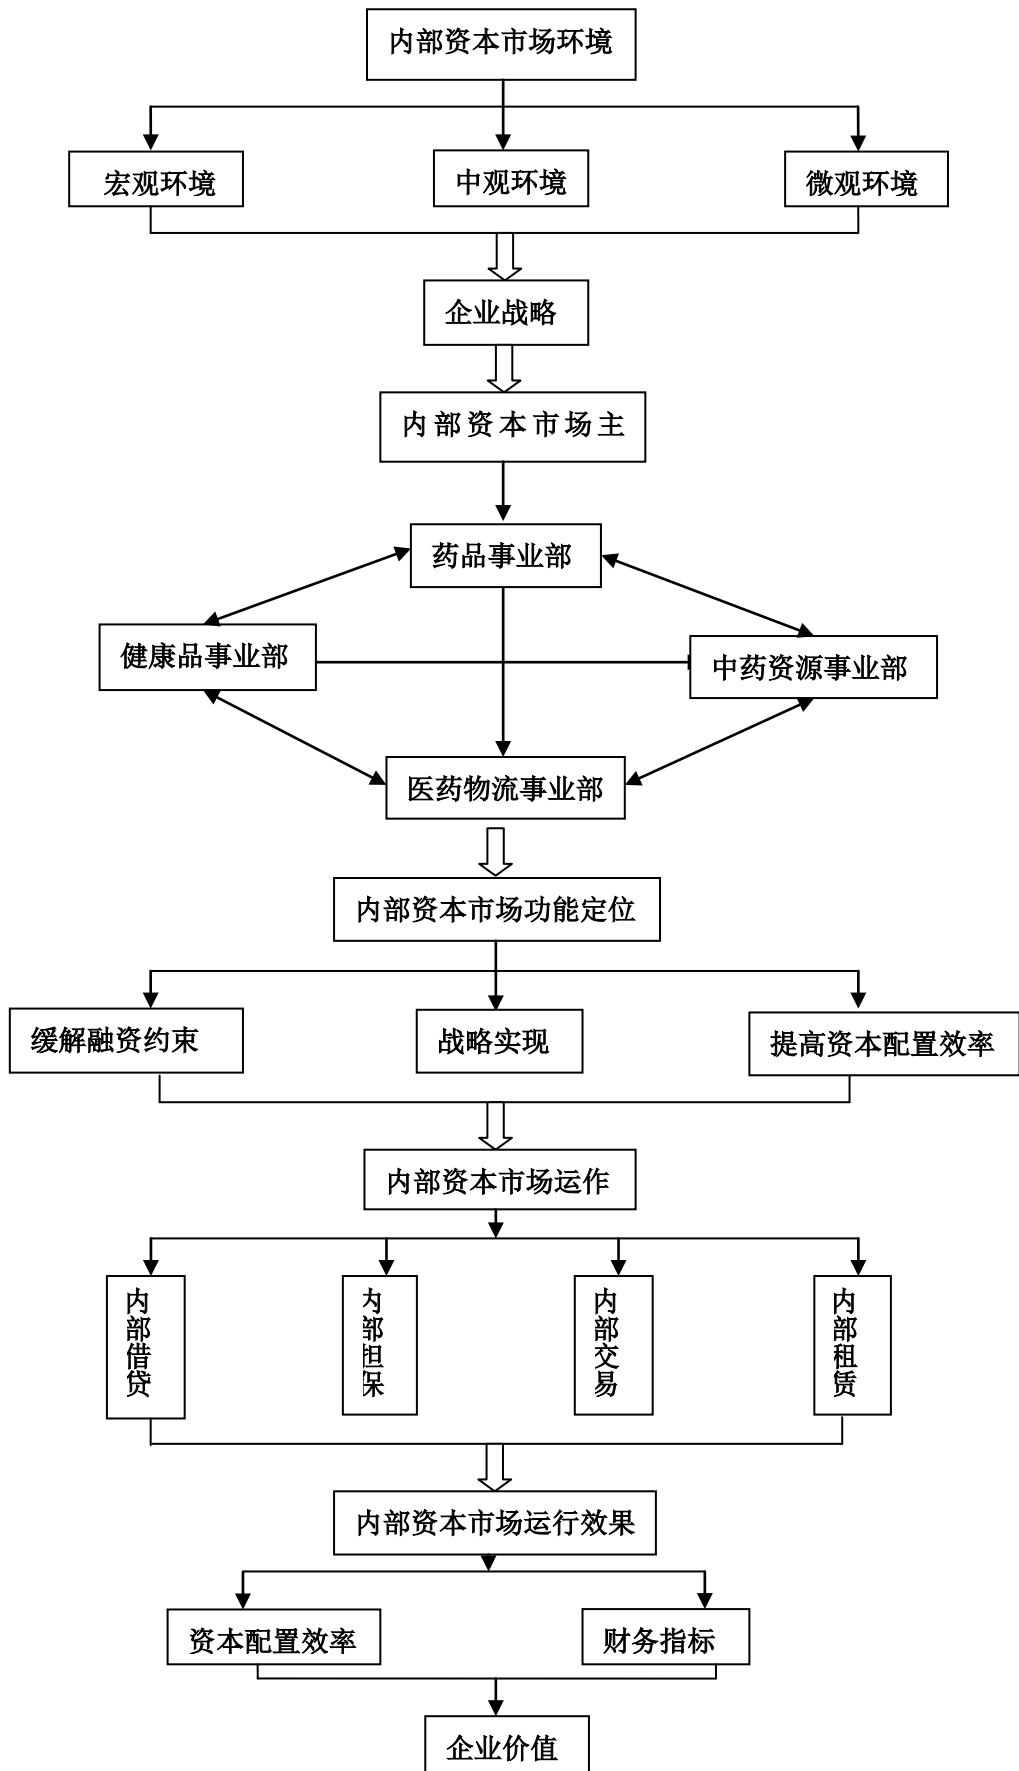 内部资本市场环境
宏观环境
中观环境
微观环境
企业战略
内部资本市场主
药品事业部
健康品事业部
中药资源事业部
医药物流事业部
内部资本市场功能定位
缓解融资约束
战略实现
提高资本配置效率
内部资本市场运作
内部借贷
内部担保
内部交易
内部租赁
内部资本市场运行效果
资本配置效率
财务指标
企业价值